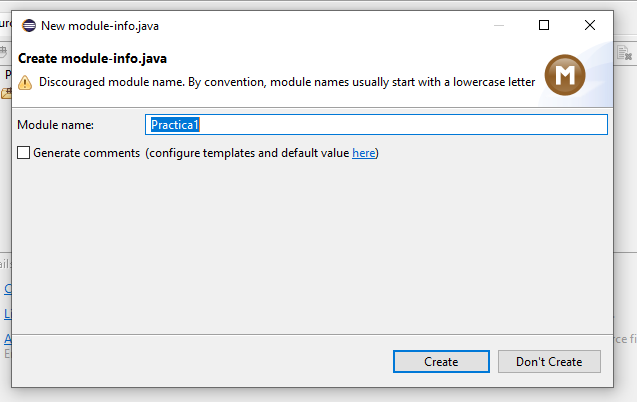 New module-info.java
Create module-info.java
Discouraged module name. By convention, module names usually start with a lowercase letter
M
Module name:
Practica1
Generate comments (configure templates and default value here)
Create
Don't Create